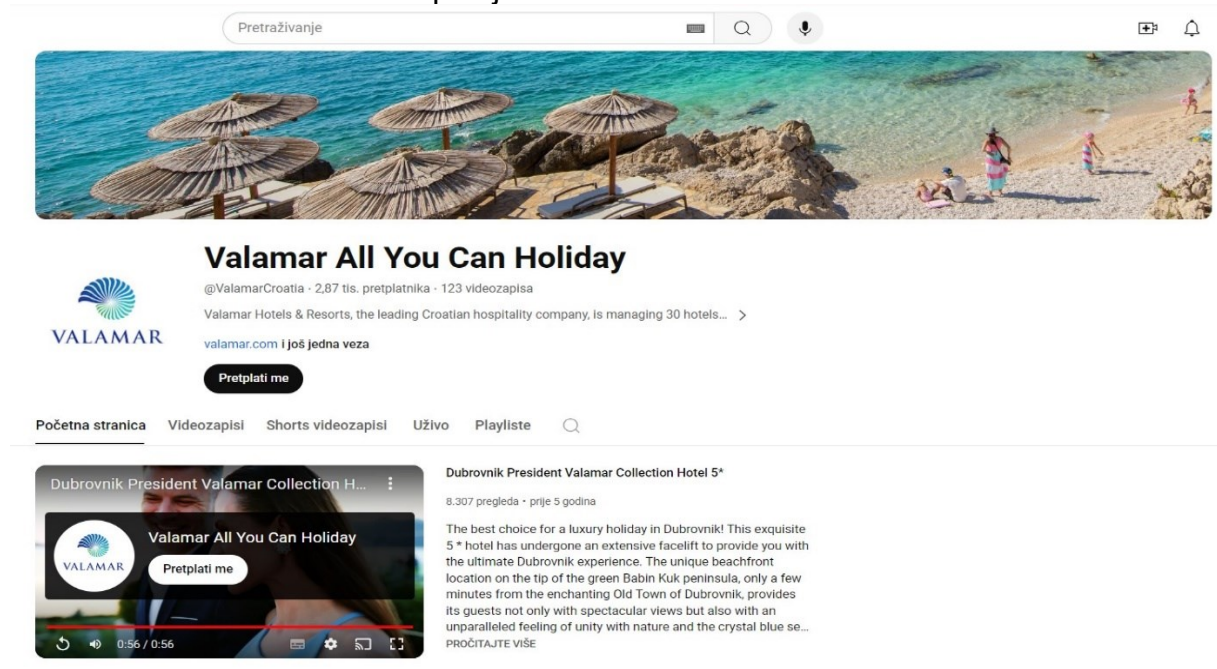 Pretraživanje
Valamar All You Can Holiday
@ValamarCroatia · 2,87 tis. pretplatnika · 123 videozapisa
Valamar Hotels & Resorts, the leading Croatian hospitality company, is managing 30 hotels...
VALAMAR
valamar.com i još jedna veza
Pretplati me
Početna stranica Videozapisi Shorts videozapisi Uživo Playliste
Dubrovnik President Valamar Collection H...
Valamar All You Can Holiday
VALAMAR
Pretplati me
0:56 / 0:56
Dubrovnik President Valamar Collection Hotel 5*
8.307 pregleda • prije 5 godina
The best choice for a luxury holiday in Dubrovnik! This exquisite
5 * hotel has undergone an extensive facelift to provide you with
the ultimate Dubrovnik experience. The unique beachfront
location on the tip of the green Babin Kuk peninsula, only a few
minutes from the enchanting Old Town of Dubrovnik, provides
its guests not only with spectacular views but also with an
unparalleled feeling of unity with nature and the crystal blue se...
PROČITAJTE VIŠE